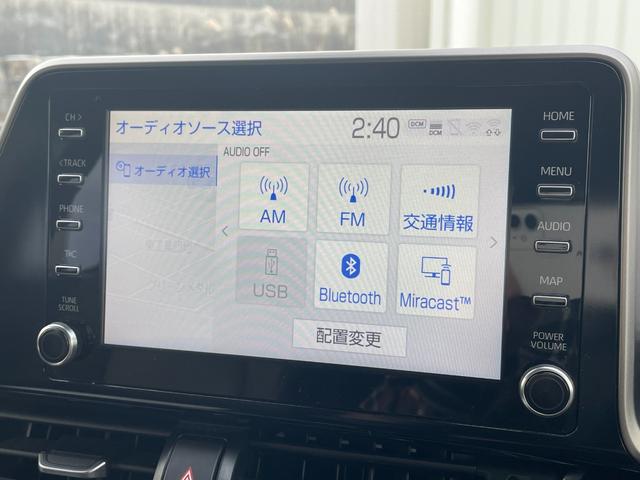 CH >
< TRACK
PHONE
T/C
TUNE
SCROLL
オーディオソース選択
2:40
DCM
DCM
AUDIO OFF
オーディオ選択
AM
FM
交通情報
USB
Bluetooth
Miracast™
配置変更
HOME
MENU
AUDIO
MAP
POWER
VOLUME